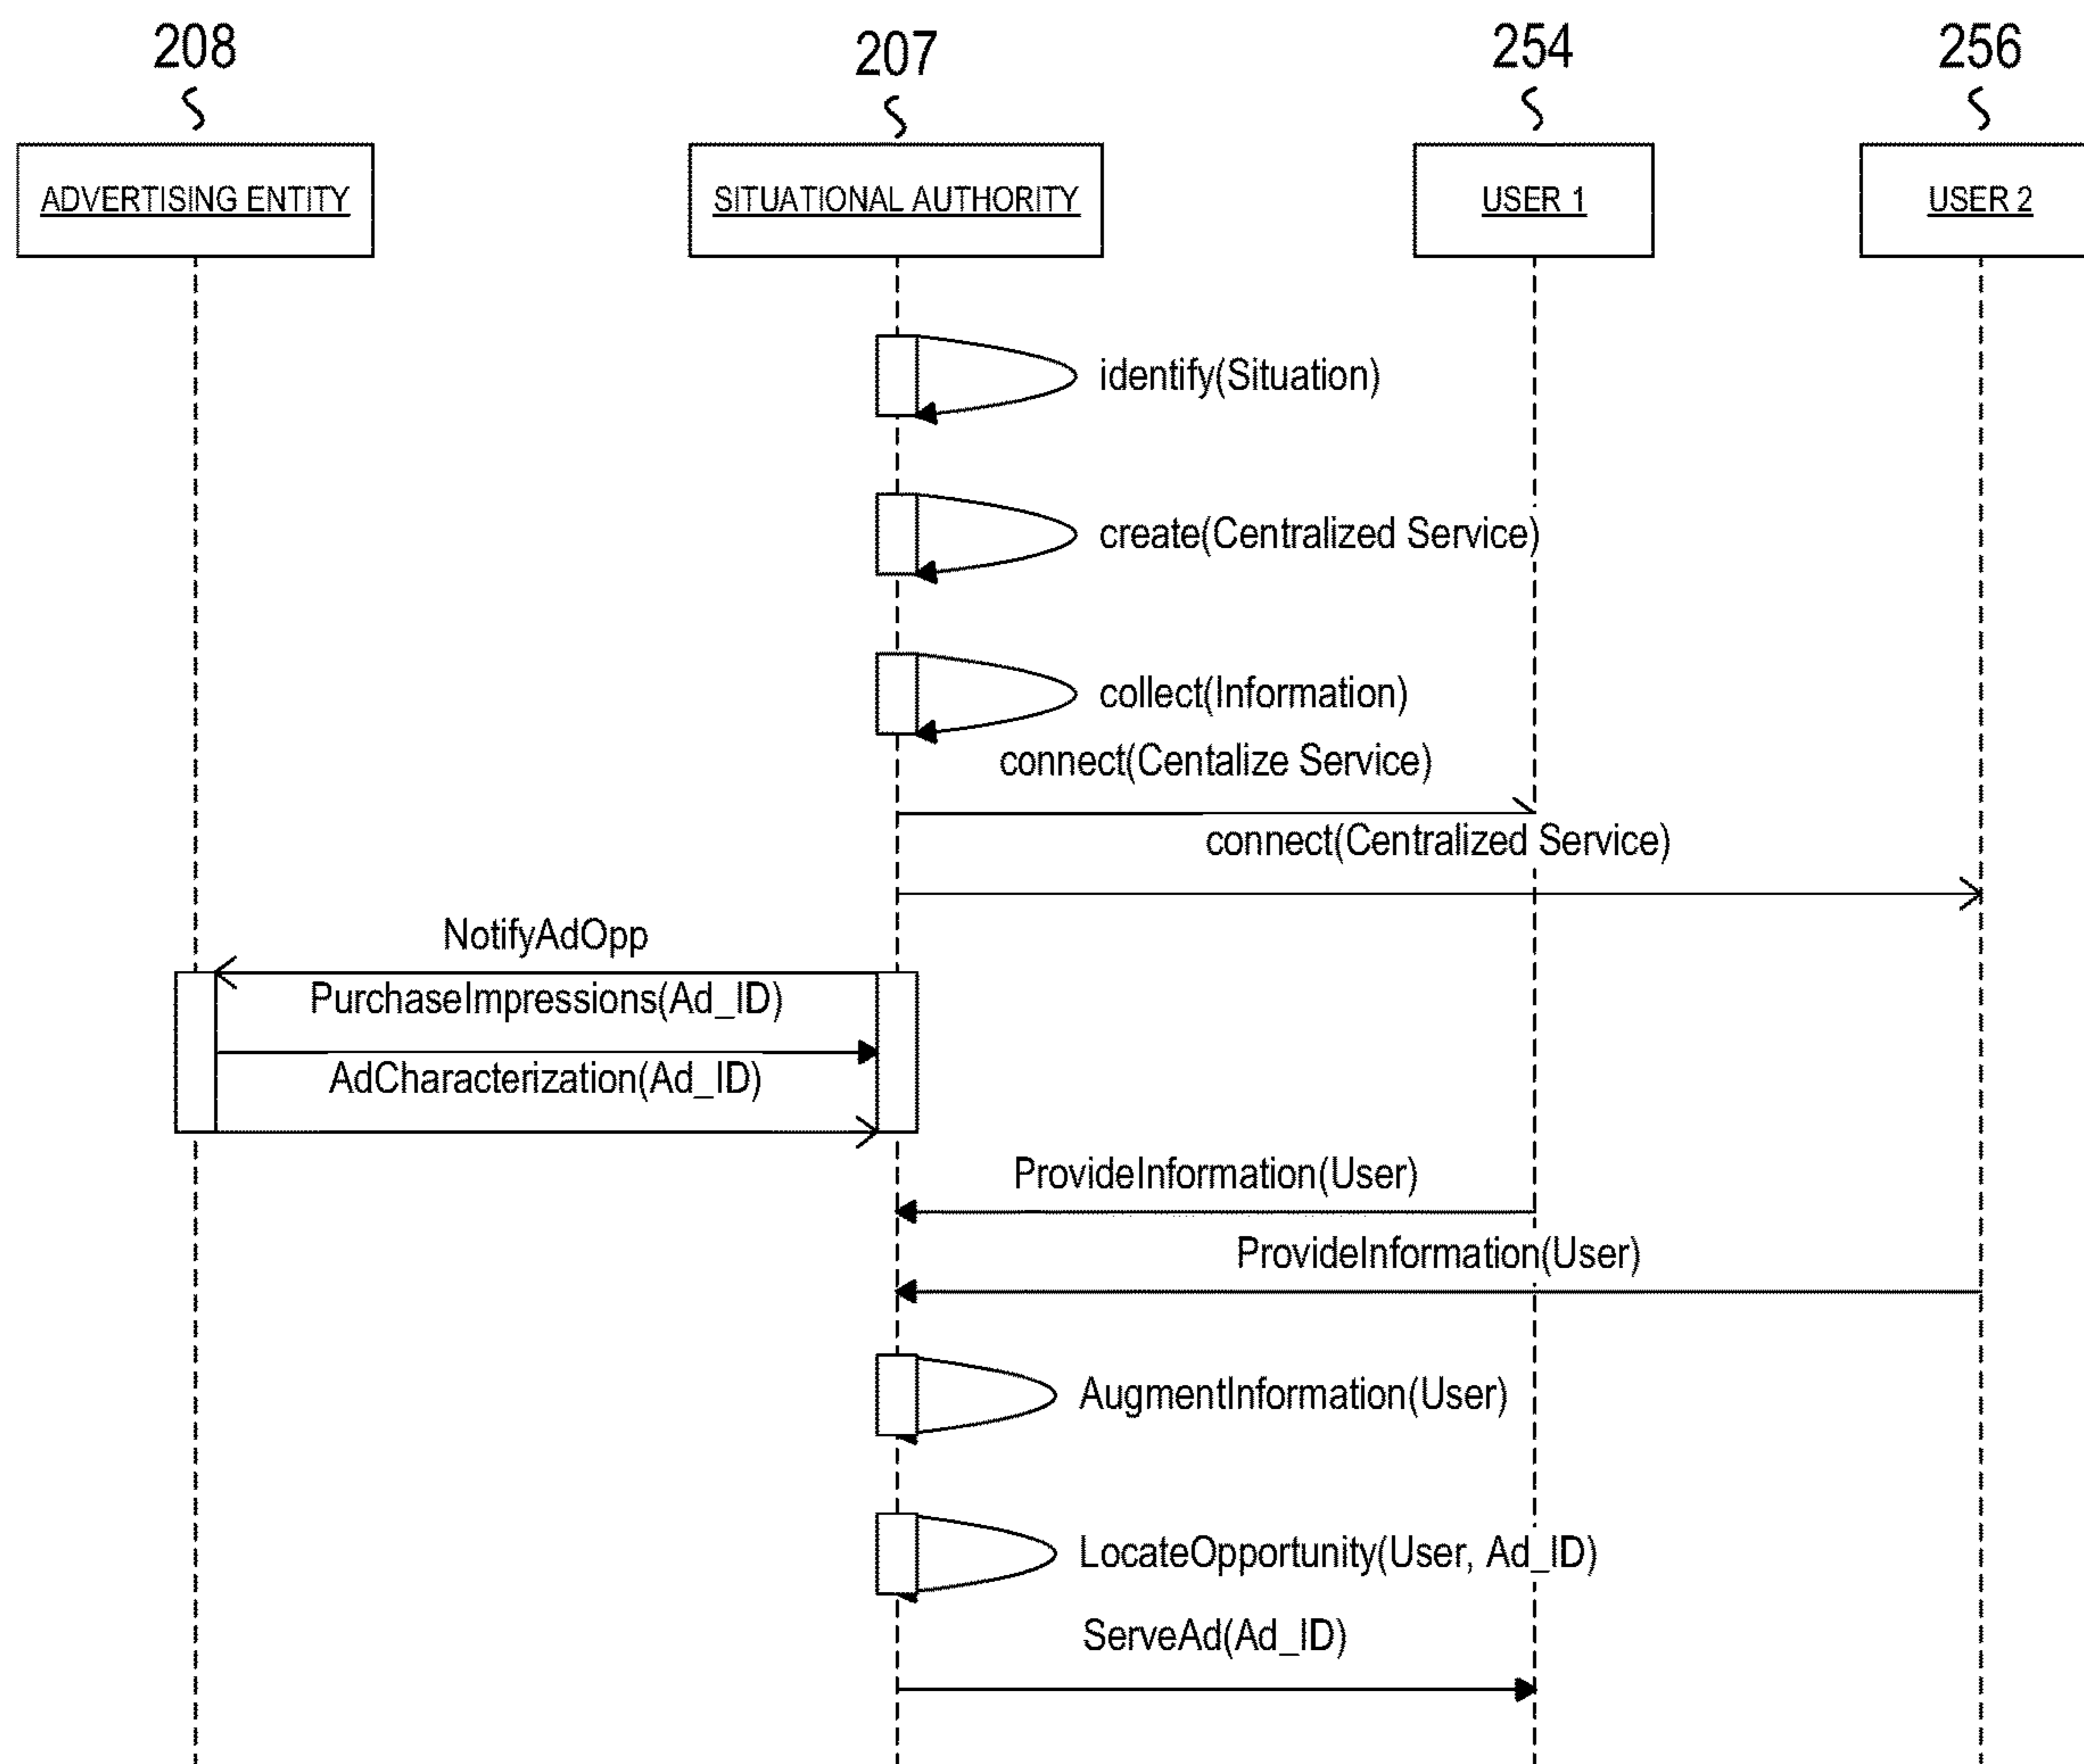 208
207
254
256
ADVERTISING ENTITY
SITUATIONAL AUTHORITY
USER 1
USER 2
identify(Situation)
create(Centralized Service)
collect(Information)
connect(Centalize Service)
connect(Centralized Service)
NotifyAdOpp
PurchaseImpressions(Ad_ID)
AdCharacterization(Ad_ID)
ProvideInformation(User)
ProvideInformation(User)
AugmentInformation(User)
LocateOpportunity(User, Ad_ID)
ServeAd(Ad_ID)